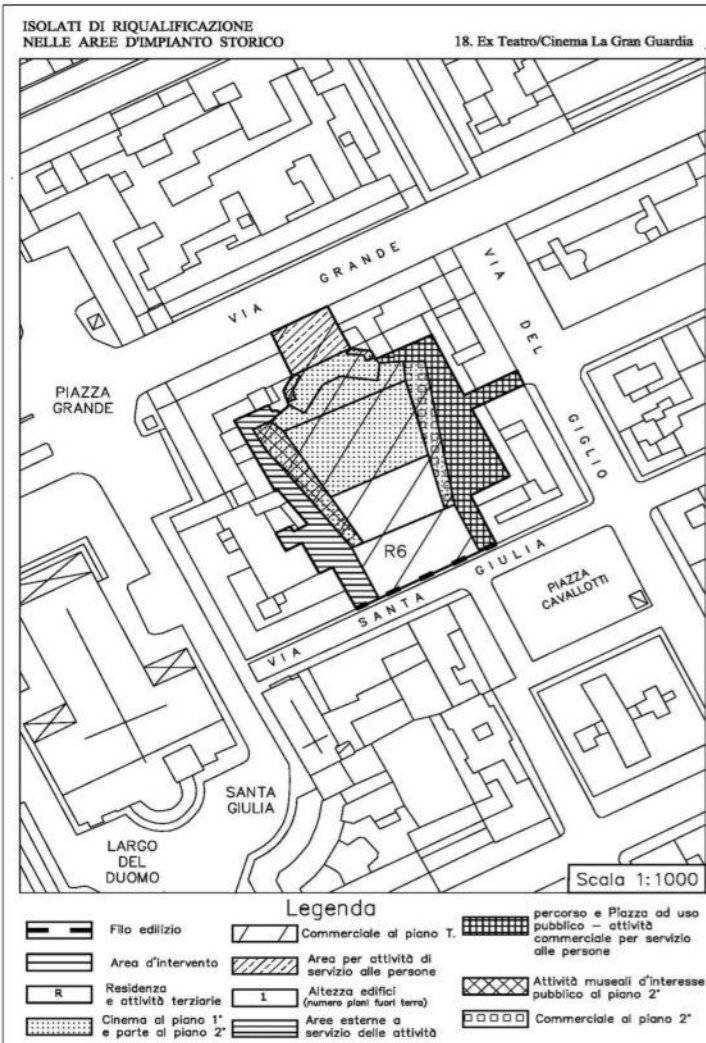 ISOLATI DI RIQUALIFICAZIONE
NELLE AREE D'IMPIANTO STORICO
18. Ex Teatro/Cinema La Gran Guardia
VIA GRANDE
VIA DEL GIGLIO
PIAZZA
GRANDE
R6
VIA SANTA GIULIA
PIAZZA
CAVALLOTTI
SANTA
GIULIA
LARGO
DEL
DUOMO
Scala 1:1000
Legenda
Filo edilizio
Area d'intervento
R
Residenza
e attività terziarie
Cinema al piano 1°
e parte al piano 2°
Commerciale al piano T.
Area per attività di
servizio alle persone
1
Altezza edifici
(numero piani fuori terra)
Aree esterne a
servizio delle attività
percorso e Piazza ad uso
pubblico – attività
commerciale per servizio
alle persone
Attività museali d'interesse
pubblico al piano 2°
Commerciale al piano 2°